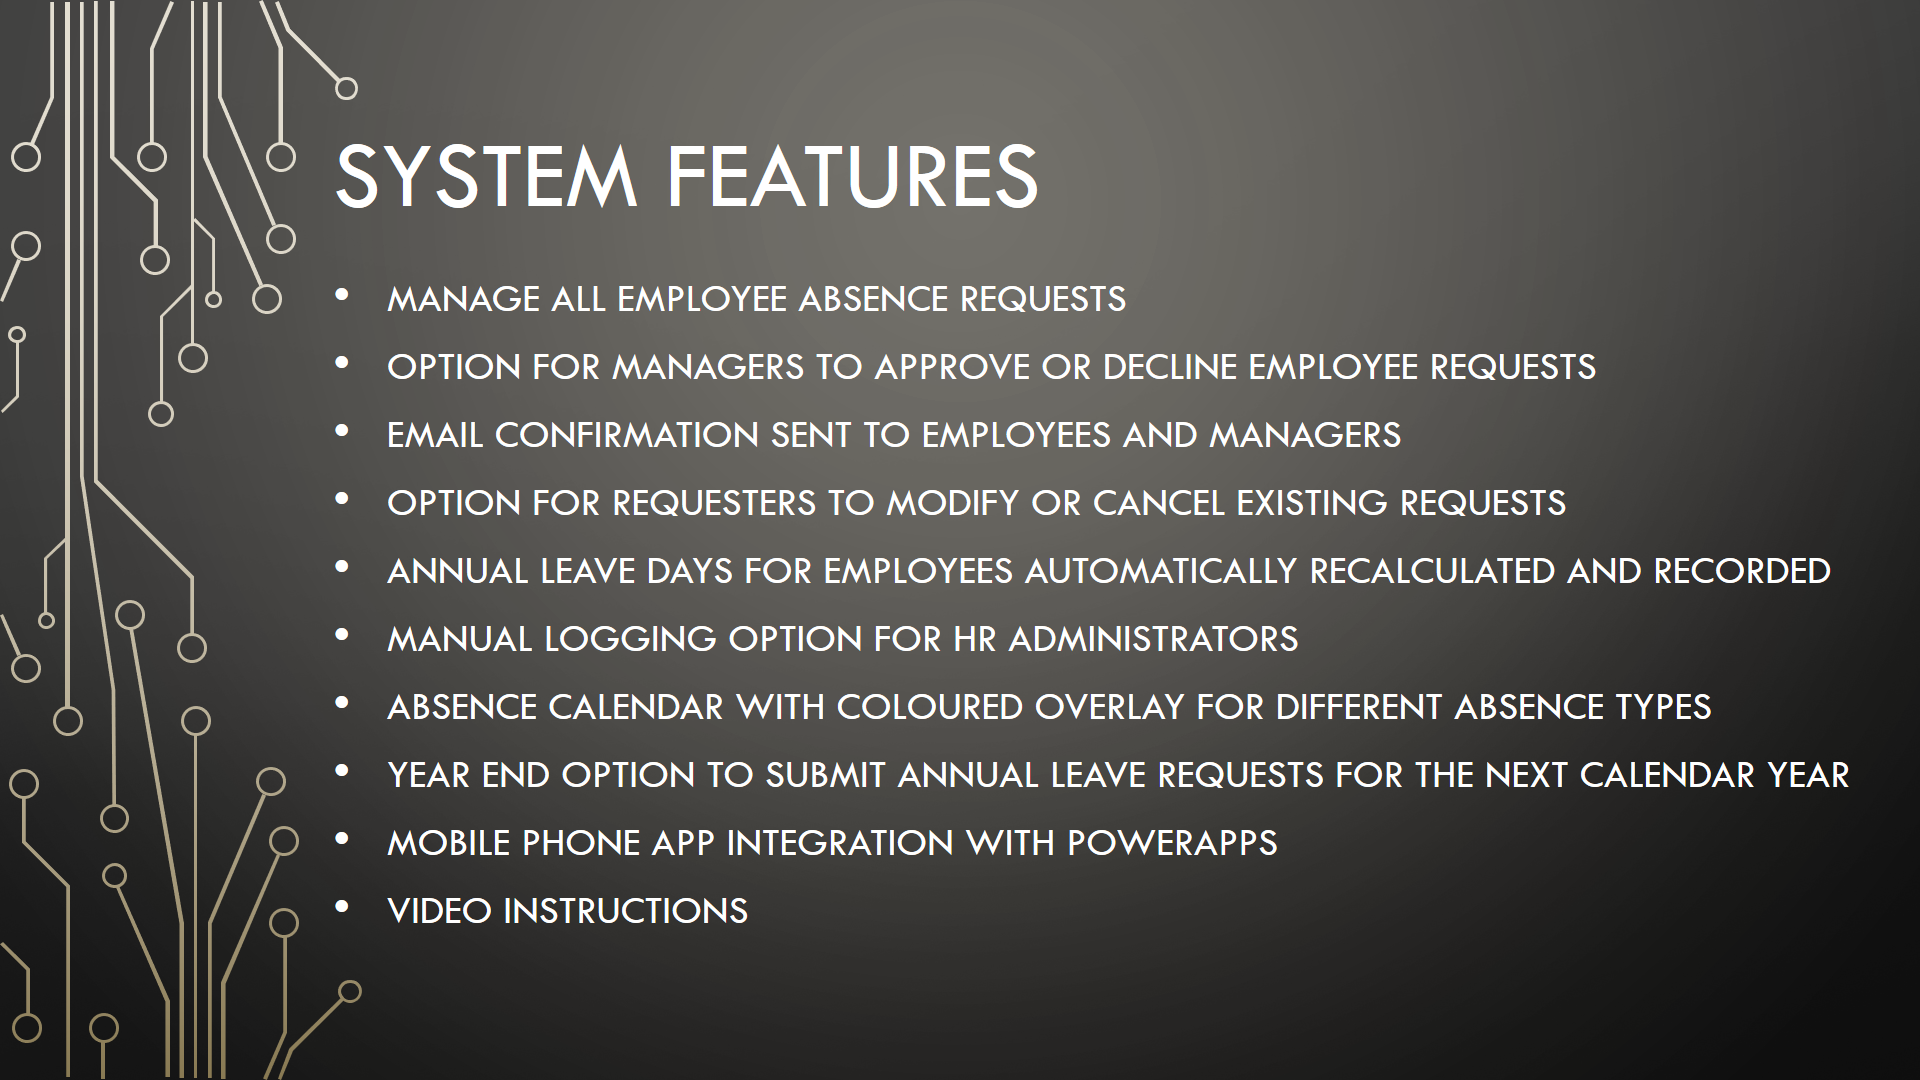 SYSTEM FEATURES
• MANAGE ALL EMPLOYEE ABSENCE REQUESTS
• OPTION FOR MANAGERS TO APPROVE OR DECLINE EMPLOYEE REQUESTS
• EMAIL CONFIRMATION SENT TO EMPLOYEES AND MANAGERS
• OPTION FOR REQUESTERS TO MODIFY OR CANCEL EXISTING REQUESTS
• ANNUAL LEAVE DAYS FOR EMPLOYEES AUTOMATICALLY RECALCULATED AND RECORDED
• MANUAL LOGGING OPTION FOR HR ADMINISTRATORS
• ABSENCE CALENDAR WITH COLOURED OVERLAY FOR DIFFERENT ABSENCE TYPES
• YEAR END OPTION TO SUBMIT ANNUAL LEAVE REQUESTS FOR THE NEXT CALENDAR YEAR
• MOBILE PHONE APP INTEGRATION WITH POWERAPPS
• VIDEO INSTRUCTIONS